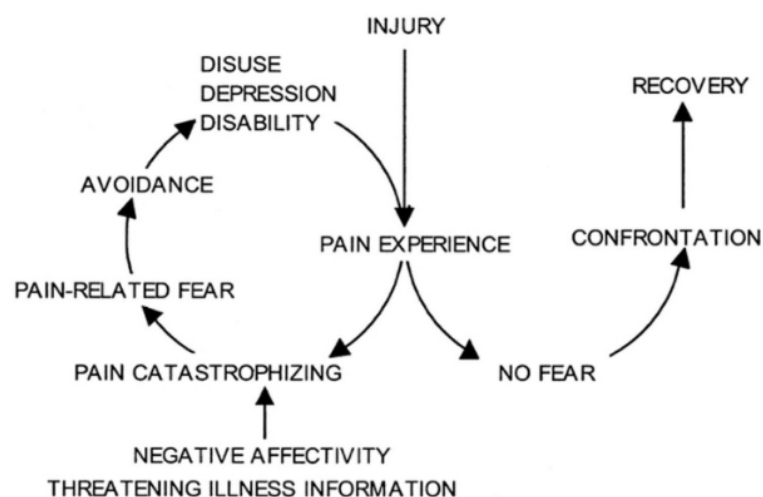 INJURY
DISUSE
DEPRESSION
DISABILITY
RECOVERY
AVOIDANCE
PAIN EXPERIENCE
CONFRONTATION
PAIN-RELATED FEAR
PAIN CATASTROPHIZING
NO FEAR
NEGATIVE AFFECTIVITY
THREATENING ILLNESS INFORMATION